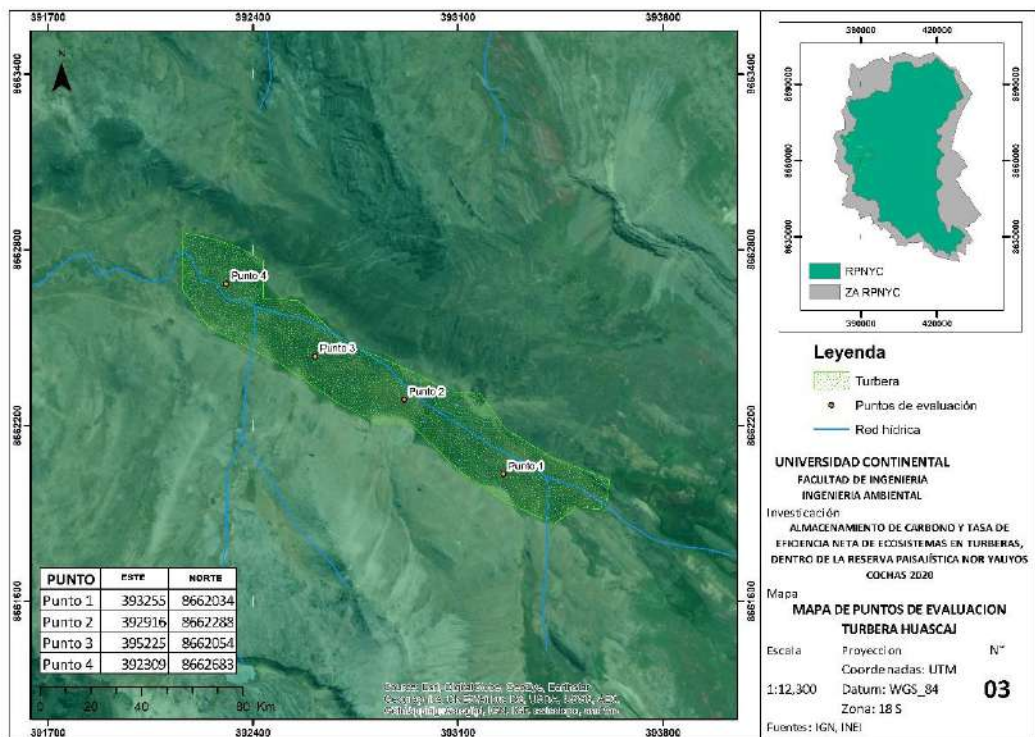 391700 392400 393100 393800
N
8663400
8663400
8662800
8662800
8662200
8662200
8661600
8661600
Punto 4
Punto 3
Punto 2
Punto 1
PUNTO ESTE NORTE
Punto 1 393255 8662034
Punto 2 392916 8662288
Punto 3 395225 8662054
Punto 4 392309 8662683
0 20 40 80 Km
391700 392400 393100 393800
420000
8690000
8690000
8660000
8660000
8630000
8630000
RPNYC
ZA RPNYC
390000 420000
Leyenda
Turbera
Puntos de evaluación
Red hídrica
UNIVERSIDAD CONTINENTAL
FACULTAD DE INGENIERIA
INGENIERIA AMBIENTAL
Investigación
ALMACENAMIENTO DE CARBONO Y TASA DE
EFICIENCIA NETA DE ECOSISTEMAS EN TURBERAS,
DENTRO DE LA RESERVA PAISAJÍSTICA NOR YAUYOS
COCHAS 2020
Mapa
MAPA DE PUNTOS DE EVALUACION
TURBERA HUASCAJ
Escala Proyeccion N°
Coordenadas: UTM
1:12,300 Datum: WGS_84 03
Zona: 18 S
Fuentes: IGN, INEI